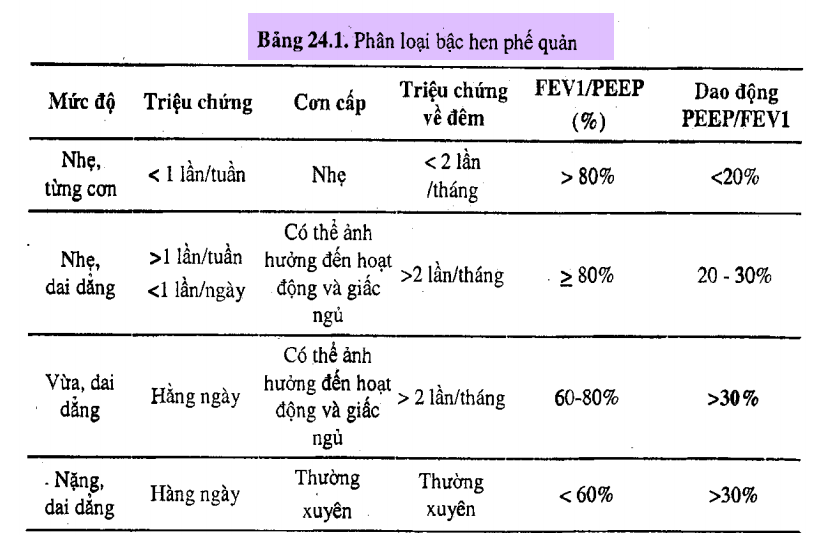 Bảng 24.1. Phân loại bậc hen phế quản
Mức độ
Triệu chứng
Cơn cấp
Triệu chứng
về đêm
FEV1/PEEP
(%)
Dao động
PEEP/FEV1
Nhẹ,
từng cơn
< 1 lần/tuần
Nhẹ
< 2 lần
/tháng
> 80%
<20%
Nhẹ,
dai dẳng
>1 lần/tuần
<1 lần/ngày
Có thể ảnh
hưởng đến hoạt
động và giấc
ngủ
>2 lần/tháng
≥ 80%
20 - 30%
Vừa, dai
dẳng
Hằng ngày
Có thể ảnh
hưởng đến hoạt
động và giấc
ngủ
> 2 lần/tháng
60-80%
>30%
Nặng,
dai dẳng
Hàng ngày
Thường
xuyên
Thường
xuyên
< 60%
>30%